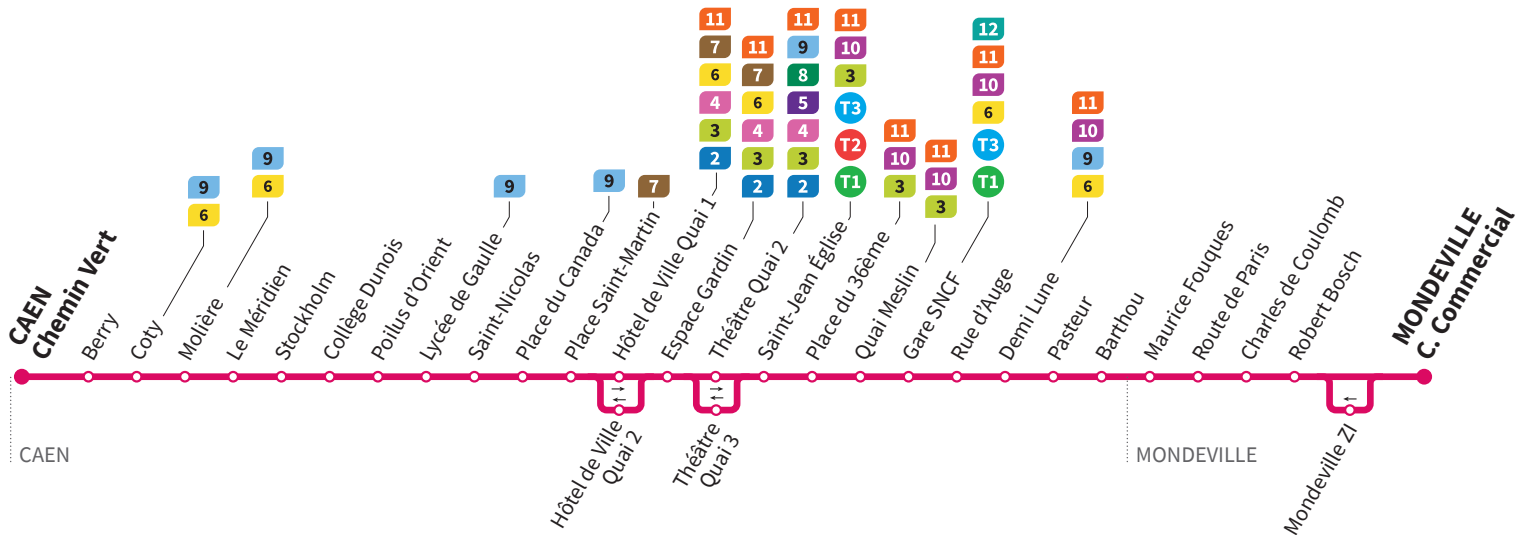 CAEN
Chemin Vert
Berry
Coty
9
6
Molière
9
6
Le Méridien
Stockholm
Collège Dunois
Poilus d'Orient
Lycée de Gaulle
9
Saint-Nicolas
Place du Canada
9
Place Saint-Martin
7
Hôtel de Ville Quai 1
11
7
6
4
3
2
Espace Gardin
11
7
6
4
3
2
Théâtre Quai 2
11
9
8
5
4
3
2
Saint-Jean Église
11
10
3
T3
T2
T1
Place du 36ème
11
10
3
Quai Meslin
11
10
3
Gare SNCF
12
11
10
6
T3
T1
Rue d'Auge
Demi Lune
11
10
9
6
Pasteur
Barthou
Maurice Fouques
Route de Paris
Charles de Coulomb
Robert Bosch
MONDEVILLE
C. Commercial
→
←
→
←
←
Hôtel de Ville
Quai 2
Théâtre
Quai 3
Mondeville ZI
CAEN
MONDEVILLE